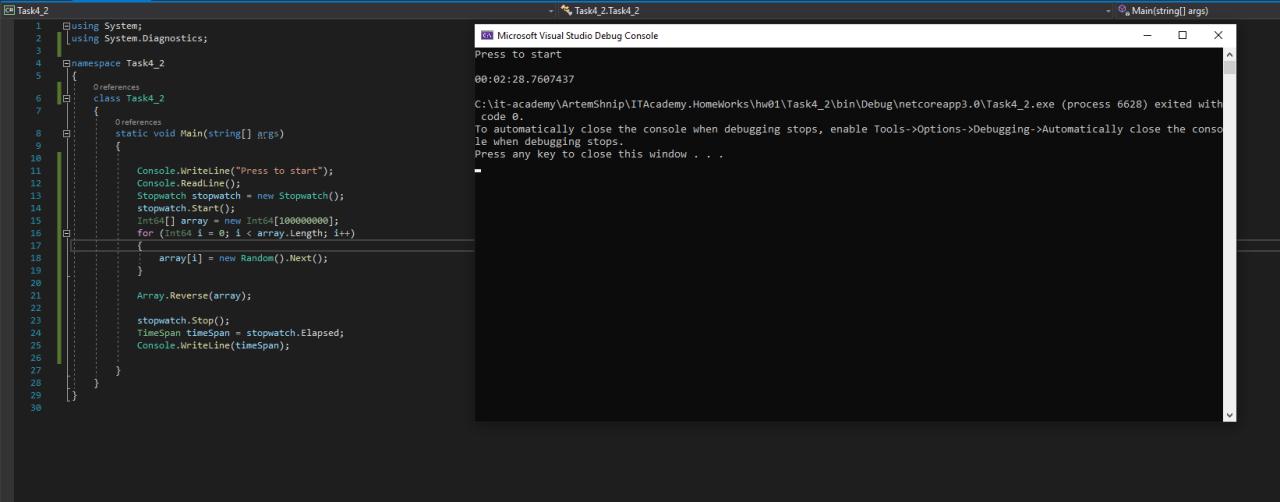 Task4_2
Task4_2.Task4_2
Main(string[] args)
1 using System;
2 using System.Diagnostics;
3
4 namespace Task4_2
5 {
0 references
6 class Task4_2
7 {
0 references
8 static void Main(string[] args)
9 {
10
11 Console.WriteLine("Press to start");
12 Console.ReadLine();
13 Stopwatch stopwatch = new Stopwatch();
14 stopwatch.Start();
15 Int64[] array = new Int64[100000000];
16 for (Int64 i = 0; i < array.Length; i++)
17 {
18 array[i] = new Random().Next();
19 }
20
21 Array.Reverse(array);
22
23 stopwatch.Stop();
24 TimeSpan timeSpan = stopwatch.Elapsed;
25 Console.WriteLine(timeSpan);
26
27 }
28 }
29 }
30
Microsoft Visual Studio Debug Console
Press to start
00:02:28.7607437
C:\it-academy\ArtemShnip\ITAcademy.HomeWorks\hw01\Task4_2\bin\Debug\netcoreapp3.0\Task4_2.exe (process 6628) exited with
code 0.
To automatically close the console when debugging stops, enable Tools->Options->Debugging->Automatically close the conso
le when debugging stops.
Press any key to close this window . . .